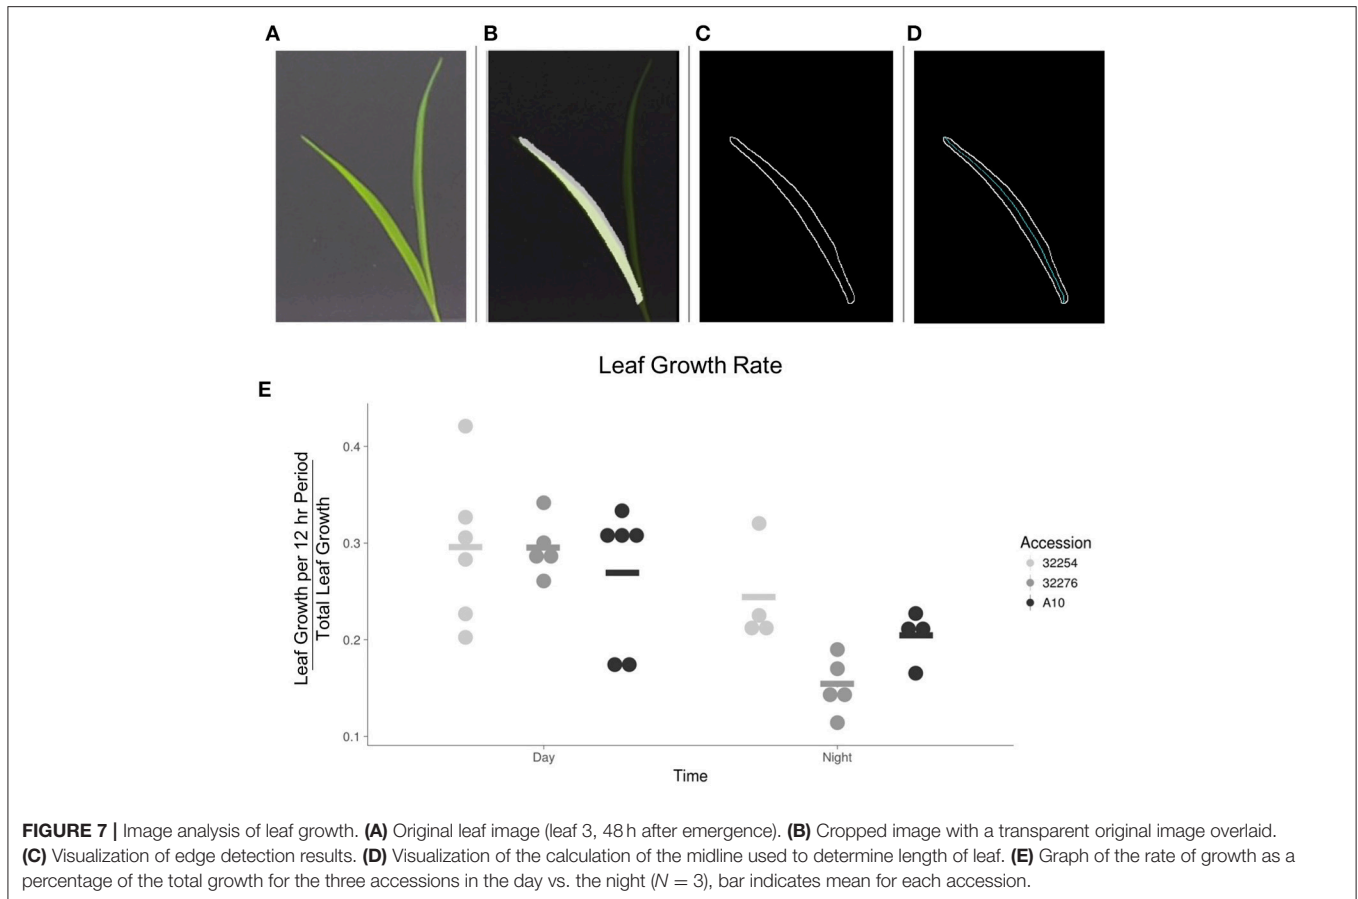 A B C D
Leaf Growth Rate
E
Leaf Growth per 12 hr Period
Total Leaf Growth
0.4
0.3
0.2
0.1
Day Night
Time
Accession
32254
32276
A10
FIGURE 7 | Image analysis of leaf growth. (A) Original leaf image (leaf 3, 48 h after emergence). (B) Cropped image with a transparent original image overlaid.
(C) Visualization of edge detection results. (D) Visualization of the calculation of the midline used to determine length of leaf. (E) Graph of the rate of growth as a
percentage of the total growth for the three accessions in the day vs. the night (N = 3), bar indicates mean for each accession.